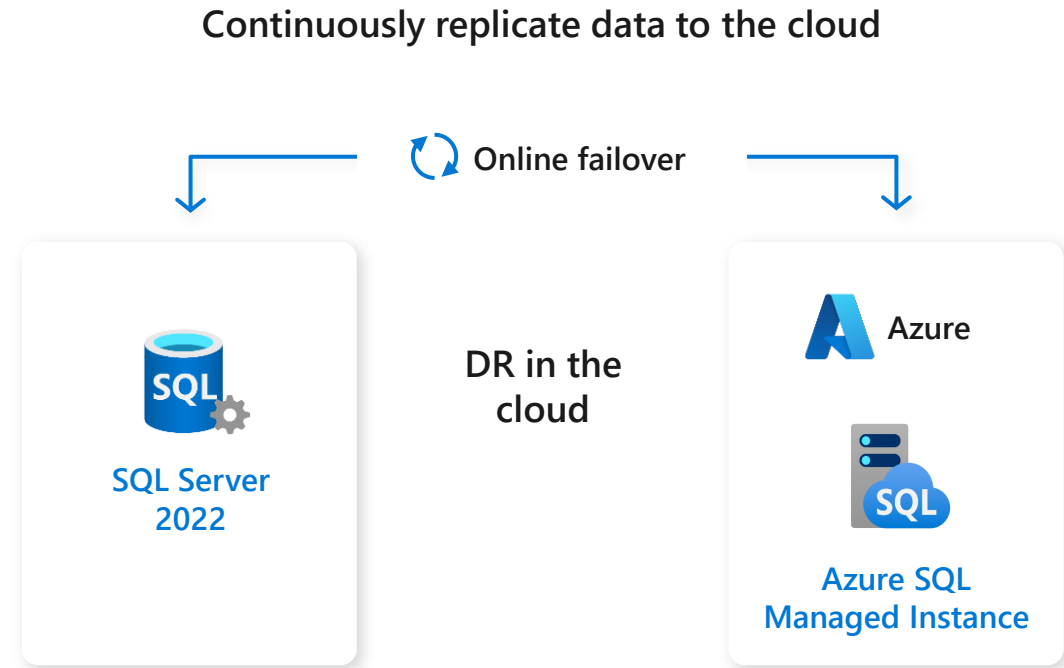 Continuously replicate data to the cloud
Online failover
SQL
SQL Server
2022
DR in the
cloud
Azure
SQL
Azure SQL
Managed Instance